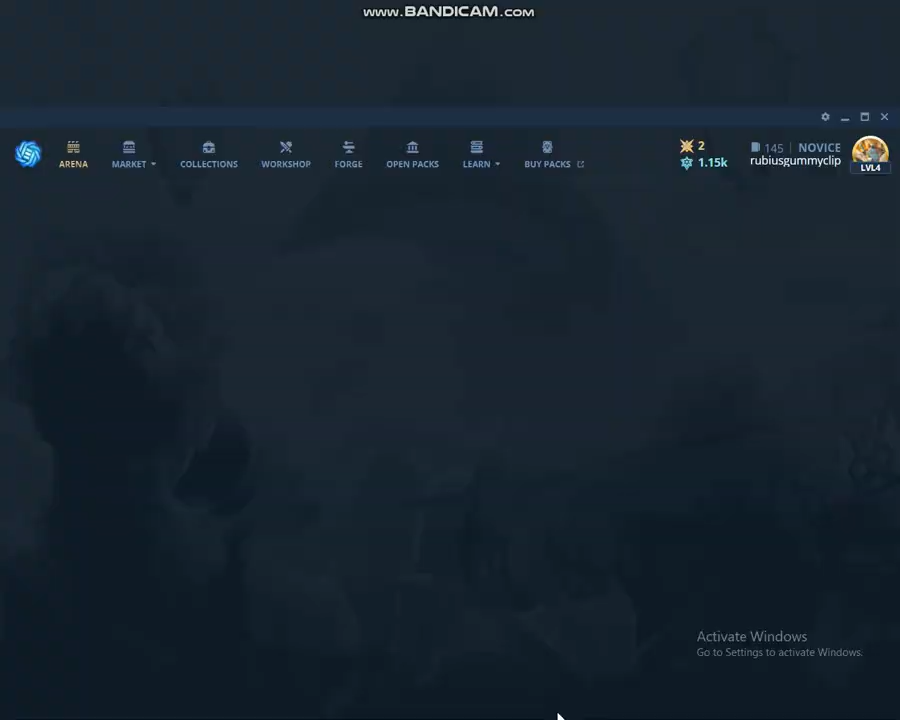 www.BANDICAM.com
ARENA
MARKET
COLLECTIONS
WORKSHOP
FORGE
OPEN PACKS
LEARN
BUY PACKS
2
1.15k
145 | NOVICE
rubiusgummyclip
LVL4
Activate Windows
Go to Settings to activate Windows.